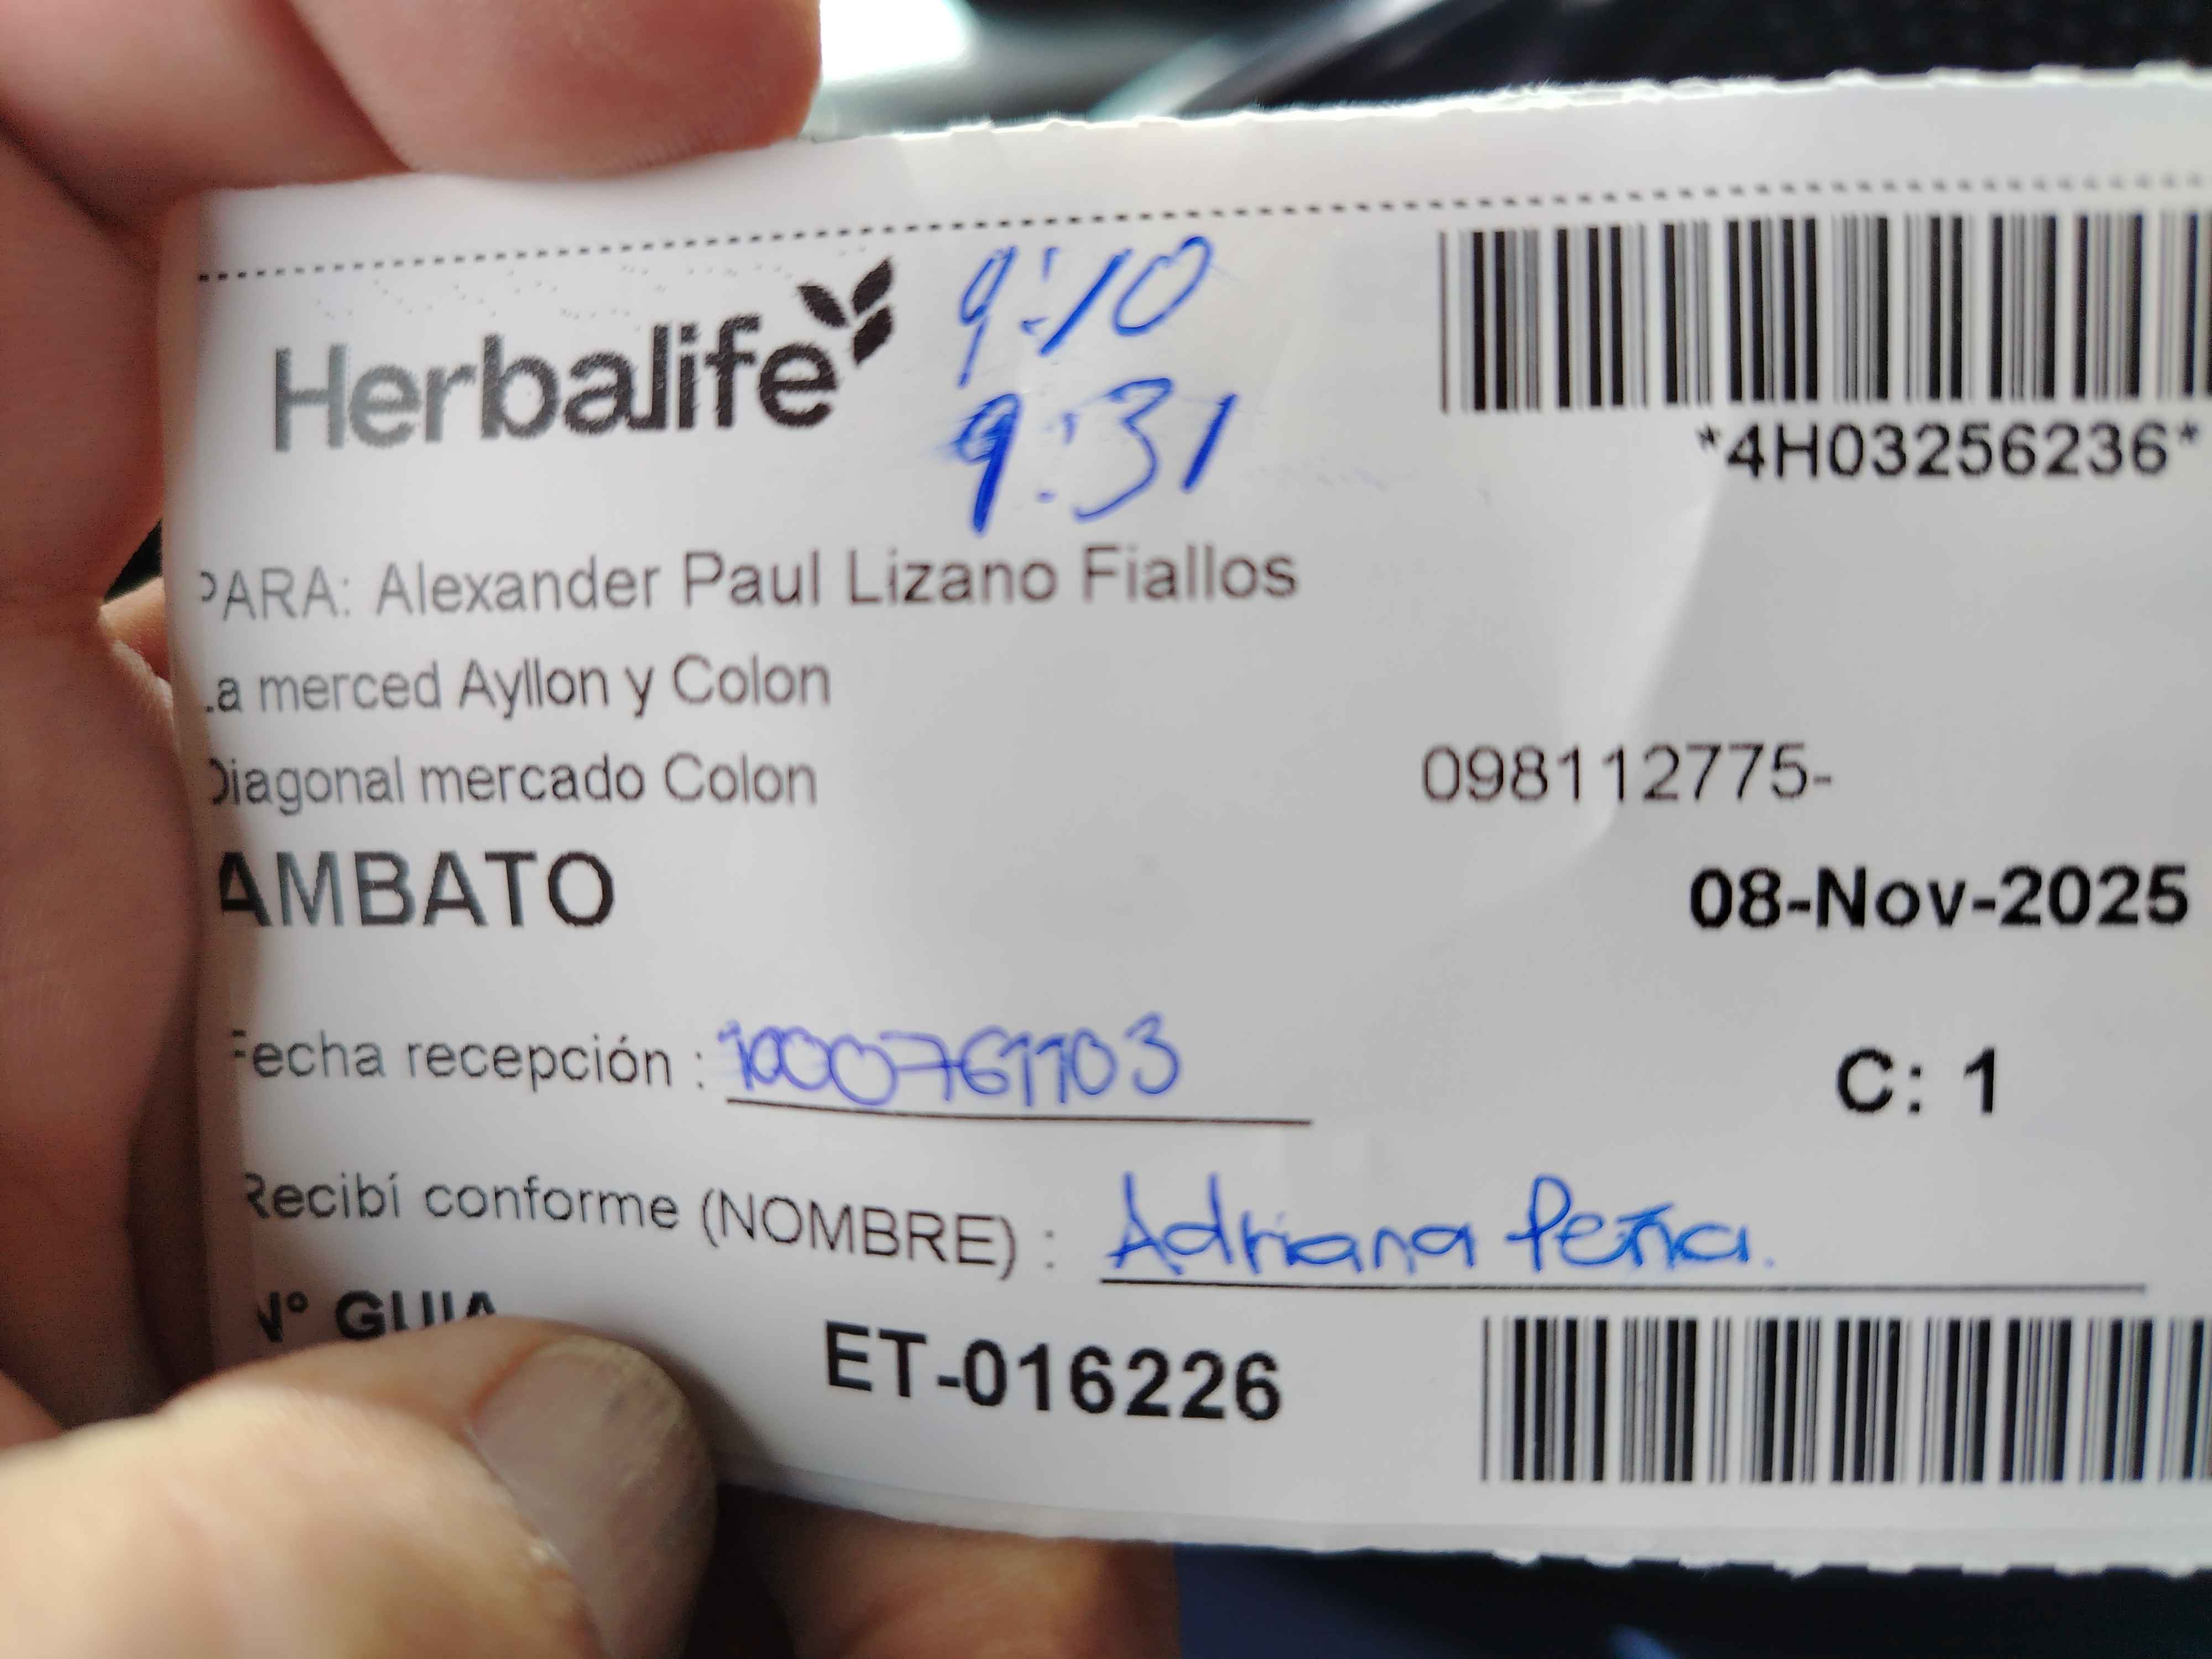 Herbalife
9:10
9:31
*4H03256236*
PARA: Alexander Paul Lizano Fiallos
La merced Ayllon y Colon
Diagonal mercado Colon
098112775-
AMBATO
08-Nov-2025
Fecha recepción : 1000761103
C: 1
Recibí conforme (NOMBRE) : Adriana Peña.
N° GUIA
ET-016226